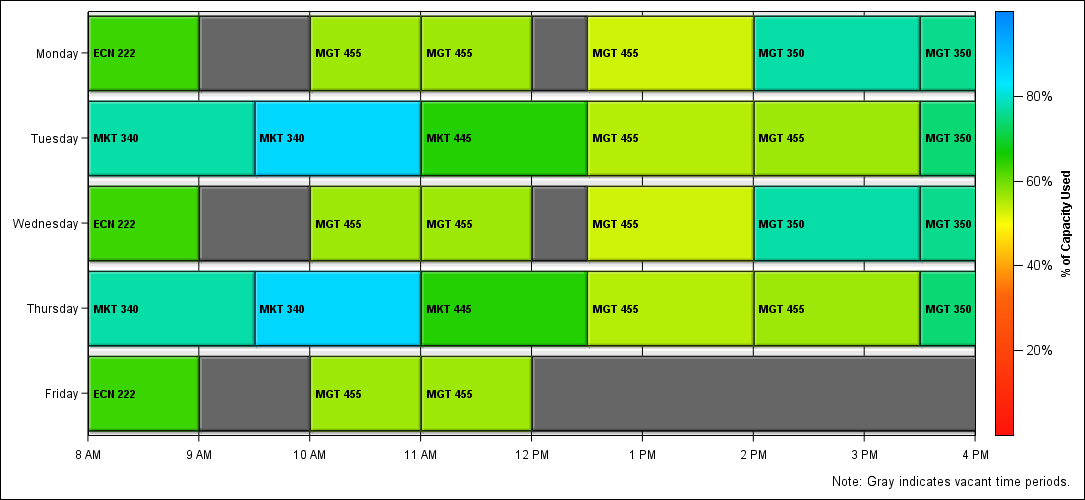 Monday
ECN 222
MGT 455
MGT 455
MGT 455
MGT 350
MGT 350
Tuesday
MKT 340
MKT 340
MKT 445
MGT 455
MGT 455
MGT 350
Wednesday
ECN 222
MGT 455
MGT 455
MGT 455
MGT 350
MGT 350
Thursday
MKT 340
MKT 340
MKT 445
MGT 455
MGT 455
MGT 350
Friday
ECN 222
MGT 455
MGT 455
8 AM
9 AM
10 AM
11 AM
12 PM
1 PM
2 PM
3 PM
4 PM
80%
60%
40%
20%
% of Capacity Used
Note: Gray indicates vacant time periods.